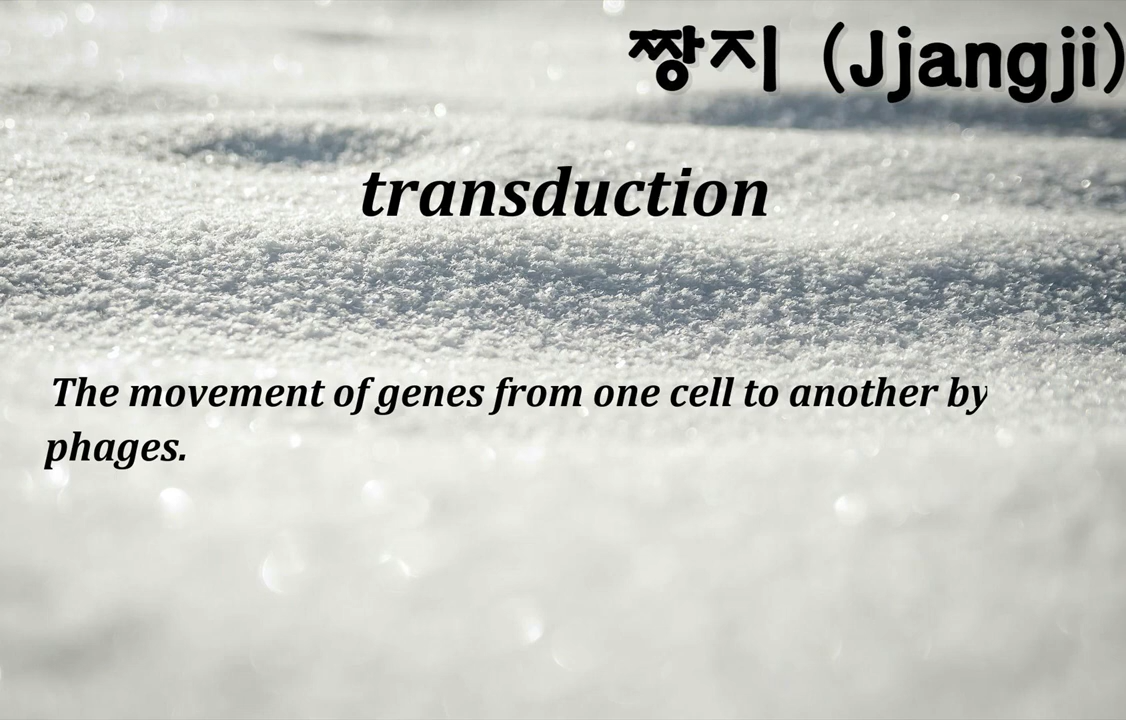 짱지 (Jjangji)
transduction
The movement of genes from one cell to another by
phages.